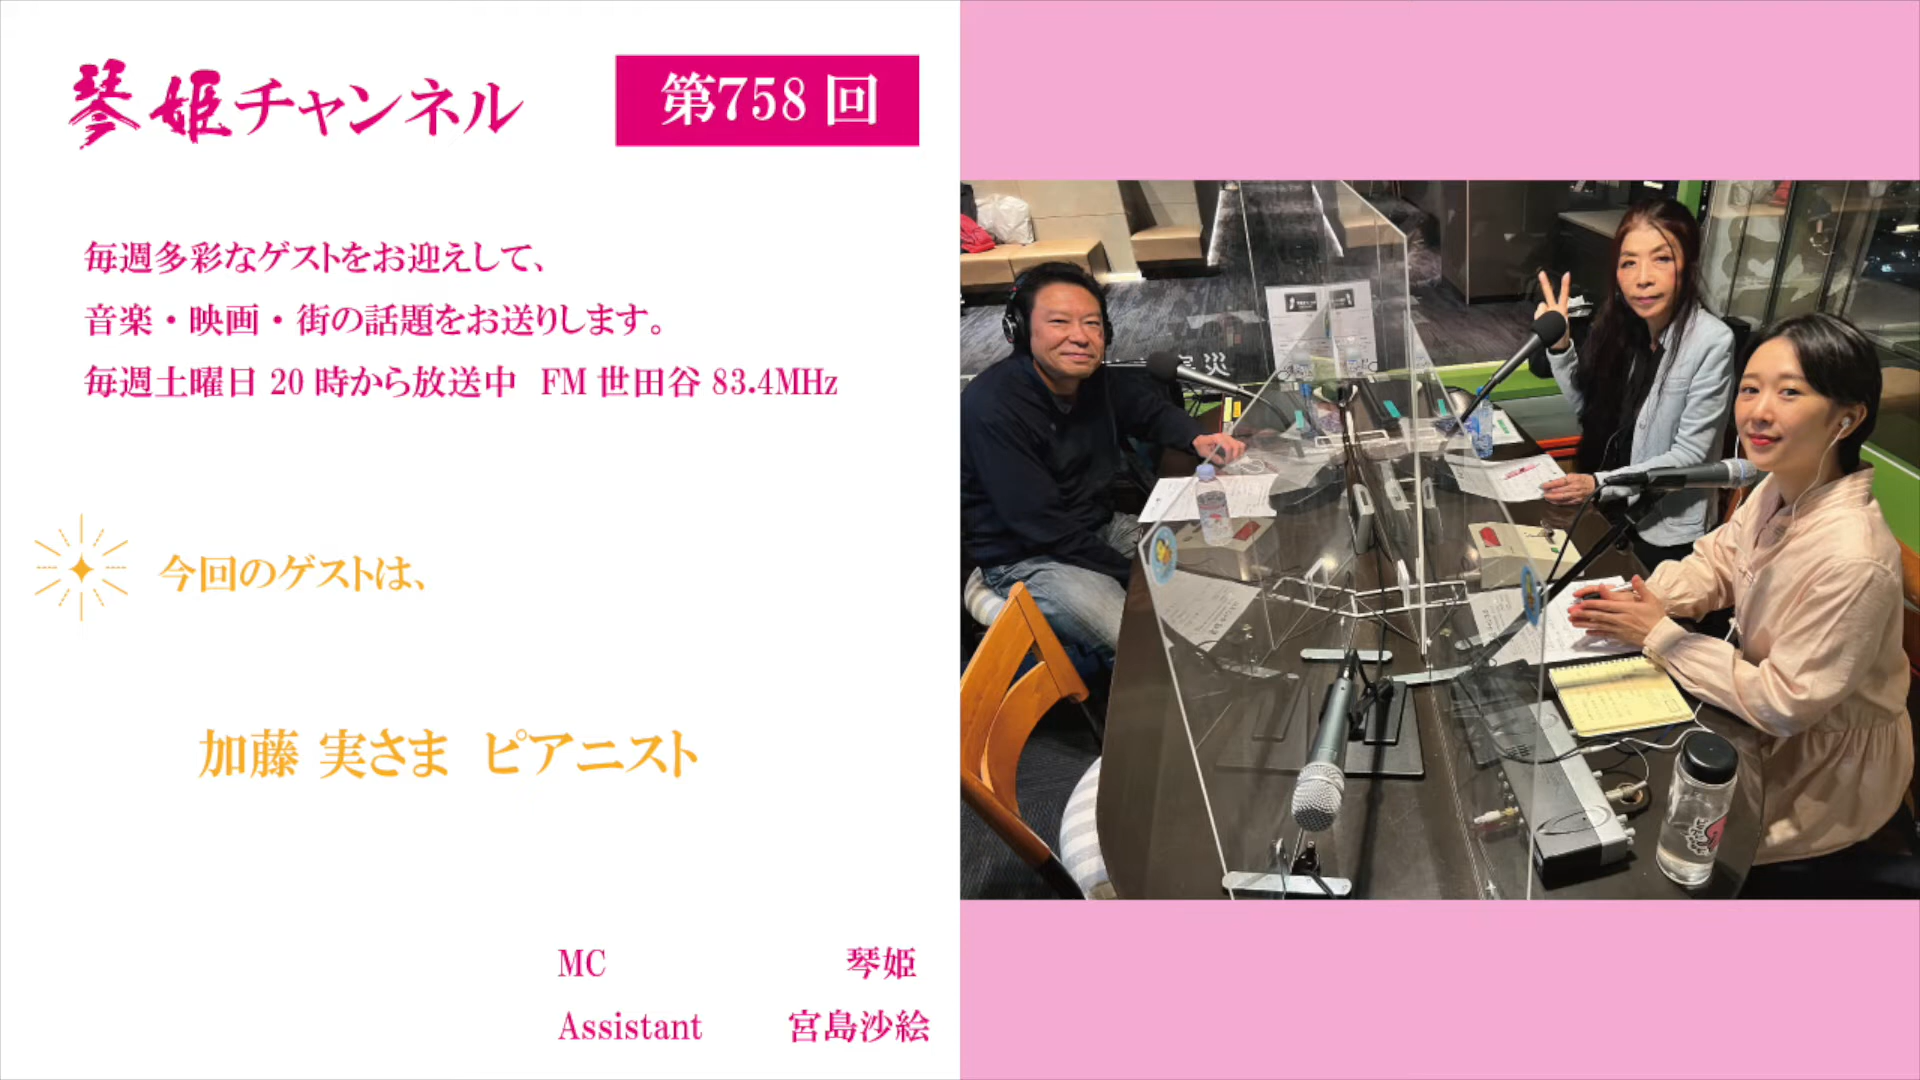 琴姫チャンネル
第758回
毎週多彩なゲストをお迎えして、
音楽・映画・街の話題をお送りします。
毎週土曜日 20 時から放送中 FM 世田谷 83.4MHz
今回のゲストは、
加藤 実さま ピアニスト
MC 琴姫
Assistant 宮島沙絵